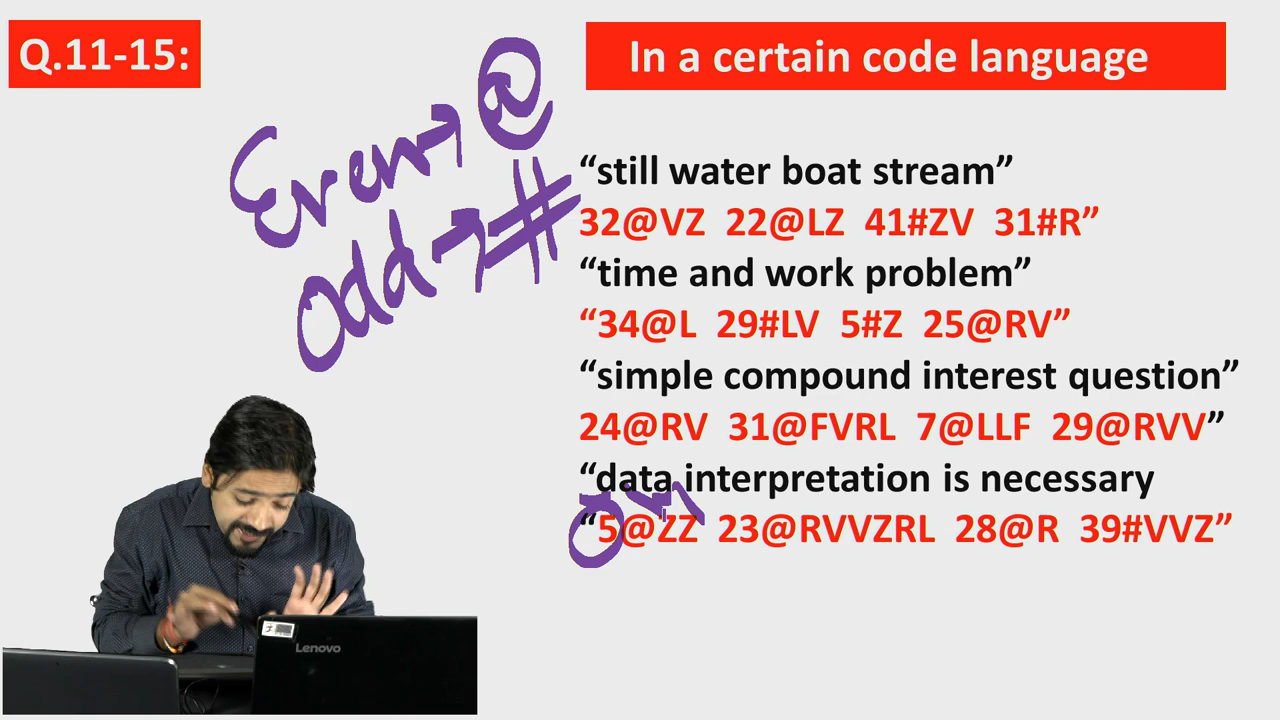 Q.11-15:
In a certain code language
Even→@
Odd→#
“still water boat stream”
32@VZ 22@LZ 41#ZV 31#R”
“time and work problem”
“34@L 29#LV 5#Z 25@RV”
“simple compound interest question”
24@RV 31@FVRL 7@LLF 29@RVV”
“data interpretation is necessary
“5@ZZ 23@RVVZRL 28@R 39#VVZ”
Lenovo